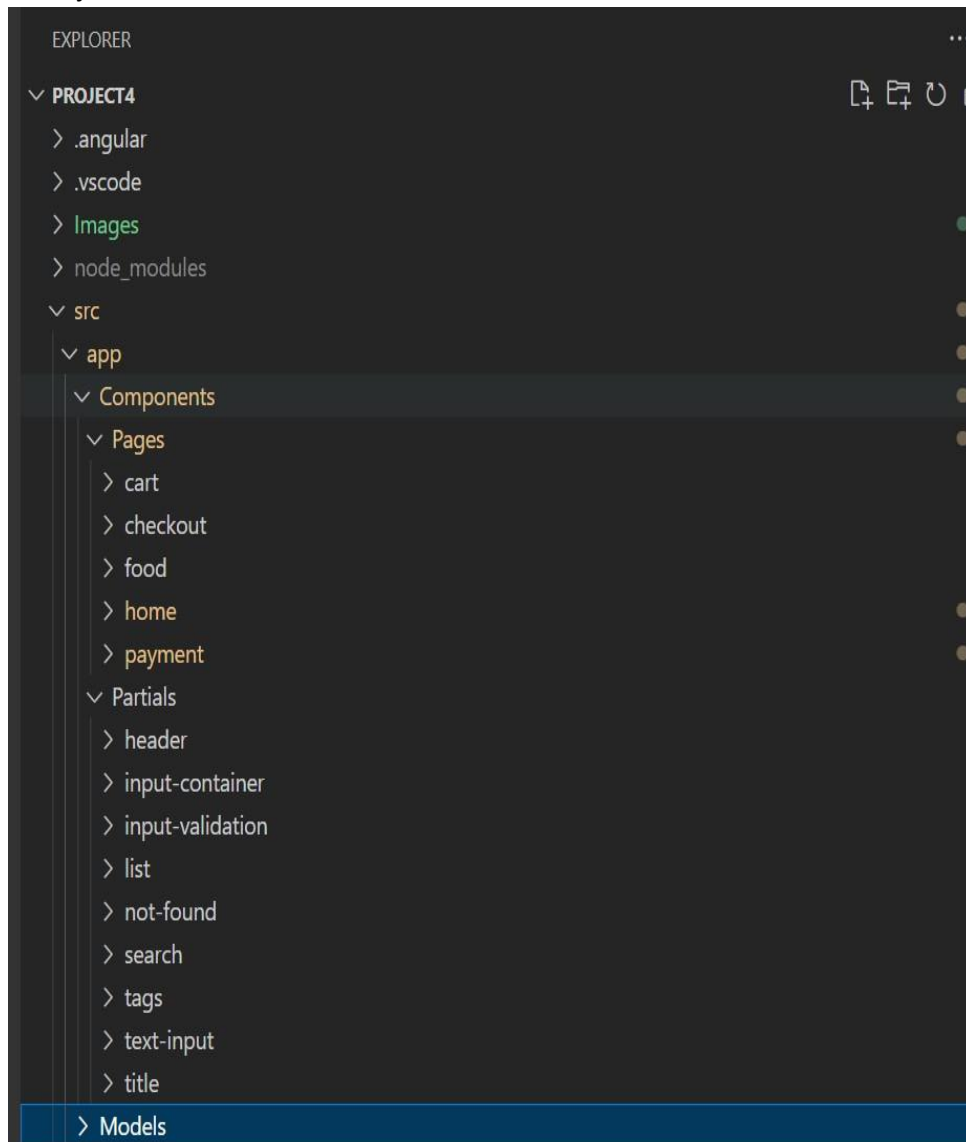 EXPLORER
PROJECT4
.angular
.vscode
Images
node_modules
src
app
Components
Pages
cart
checkout
food
home
payment
Partials
header
input-container
input-validation
list
not-found
search
tags
text-input
title
Models